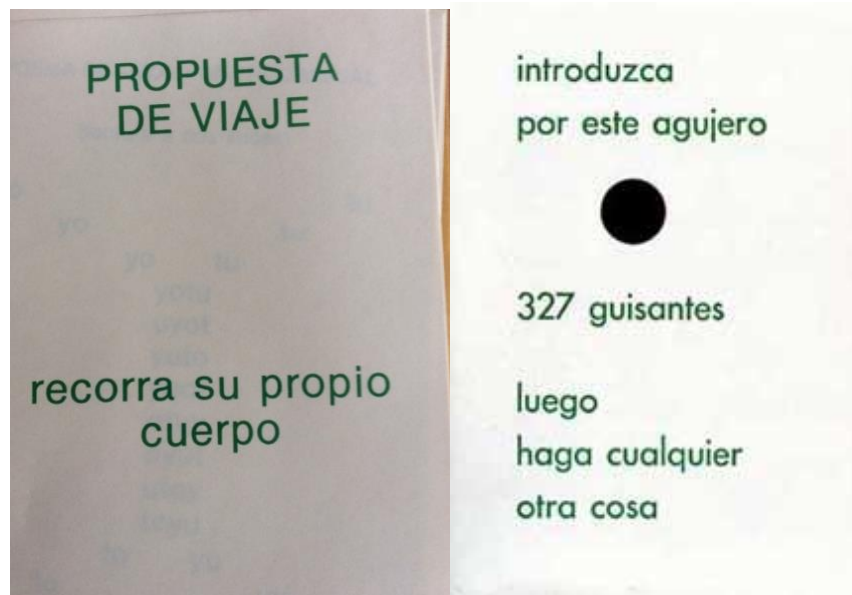 PROPUESTA
DE VIAJE
recorra su propio
cuerpo
introduzca
por este agujero
327 guisantes
luego
haga cualquier
otra cosa